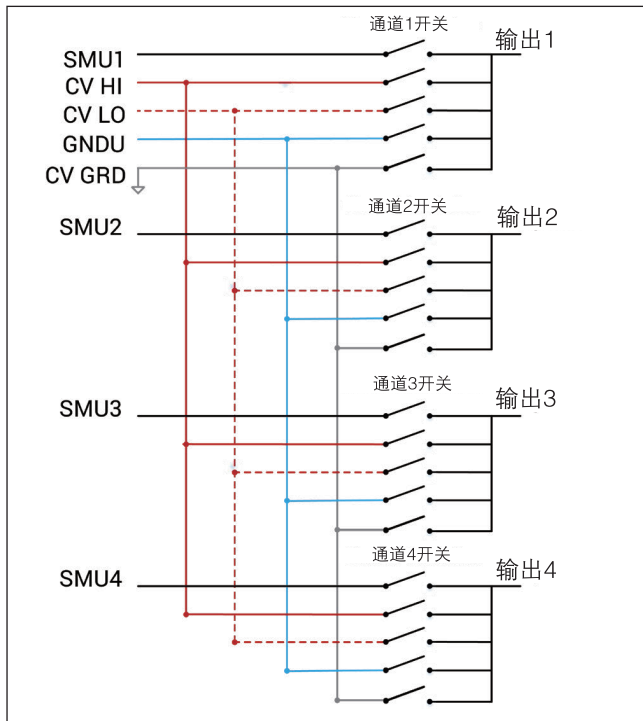 通道1开关
输出1
SMU1
CV HI
CV LO
GNDU
CV GRD
通道2开关
SMU2
输出2
通道3开关
SMU3
输出3
通道4开关
SMU4
输出4